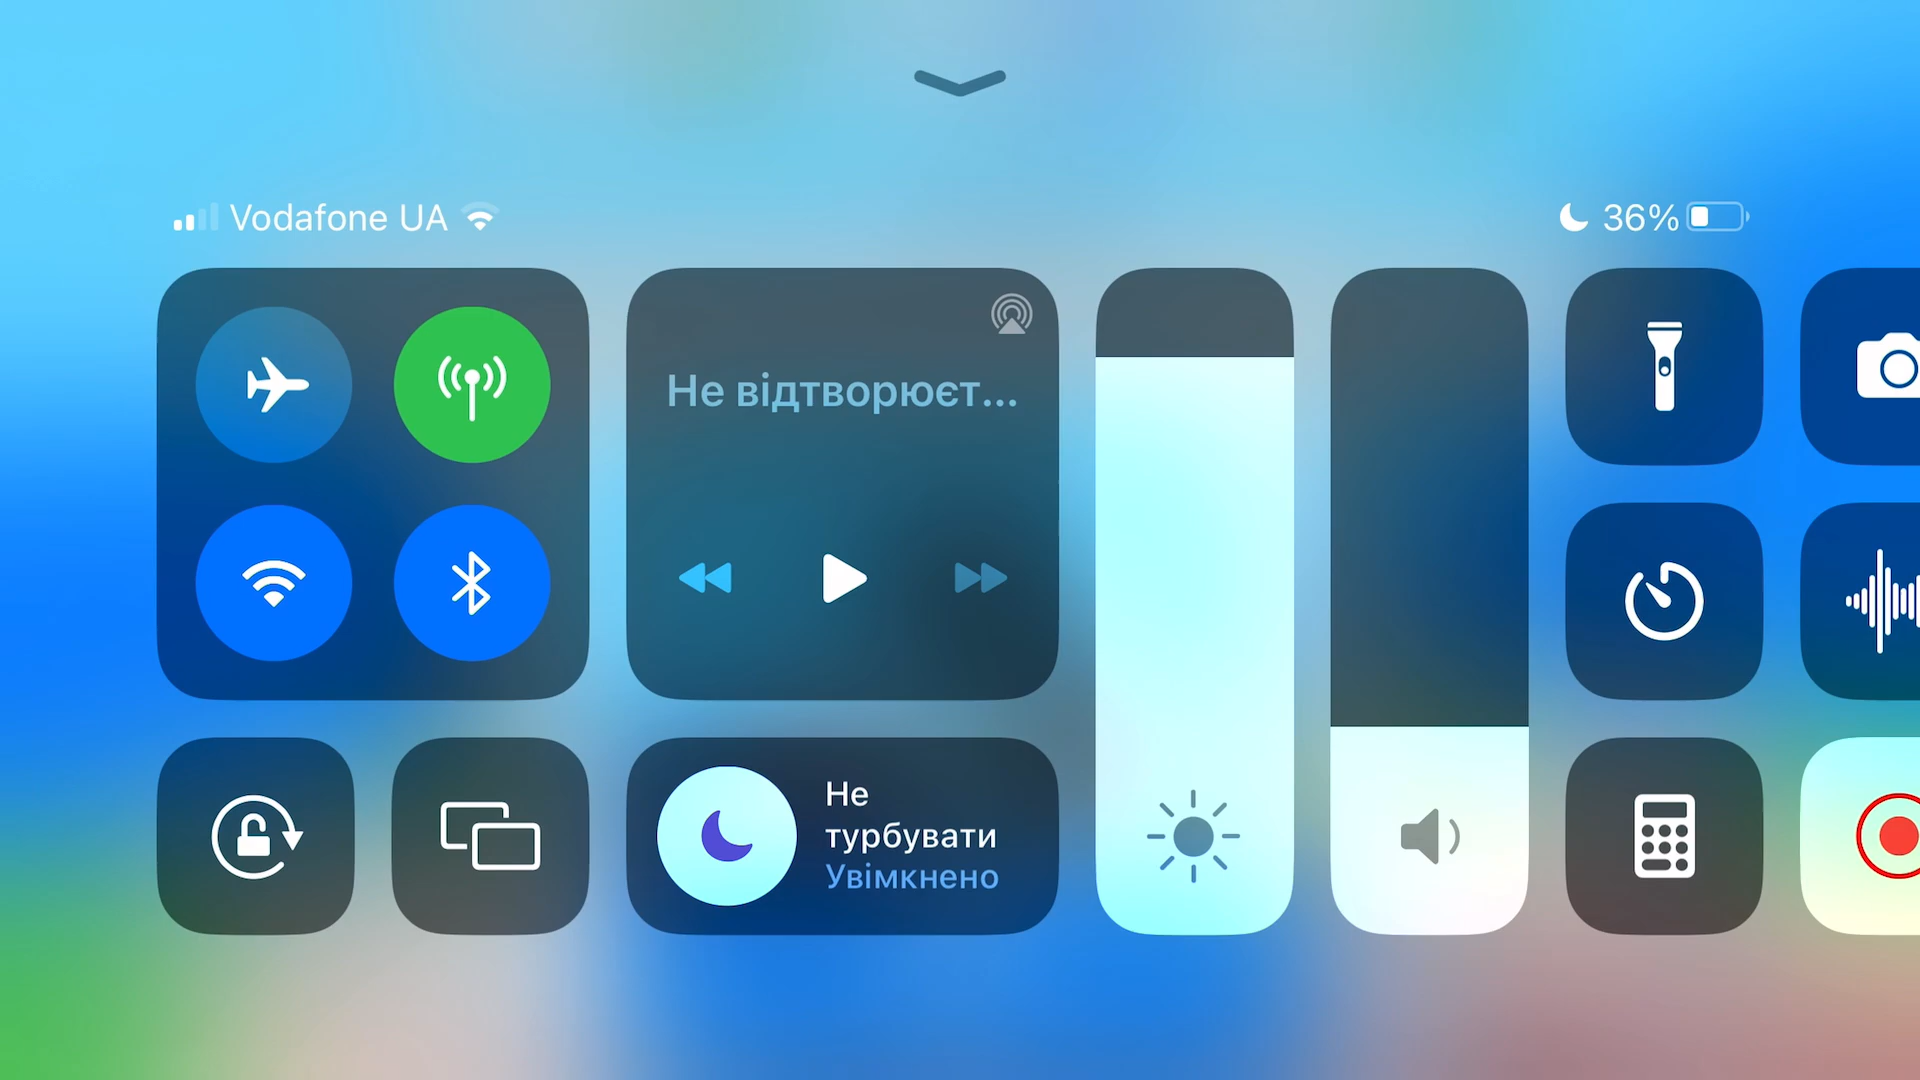 Vodafone UA
36%
Не відтворюєт...
Не
турбувати
Увімкнено